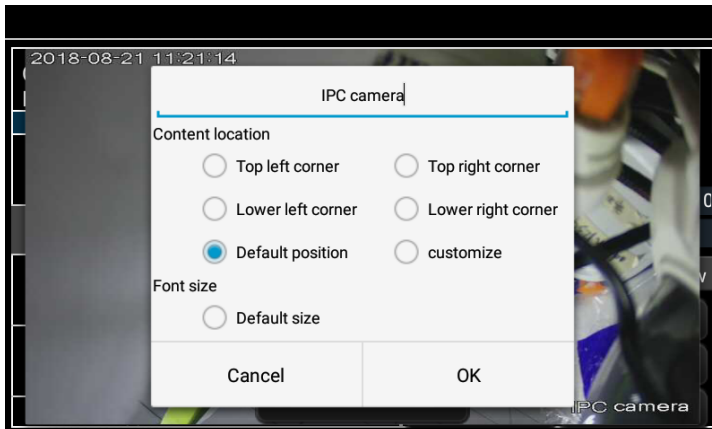 2018-08-21 11:21:14
IPC camera
Content location
Top left corner
Top right corner
Lower left corner
Lower right corner
Default position
customize
Font size
Default size
Cancel
OK
IPC camera